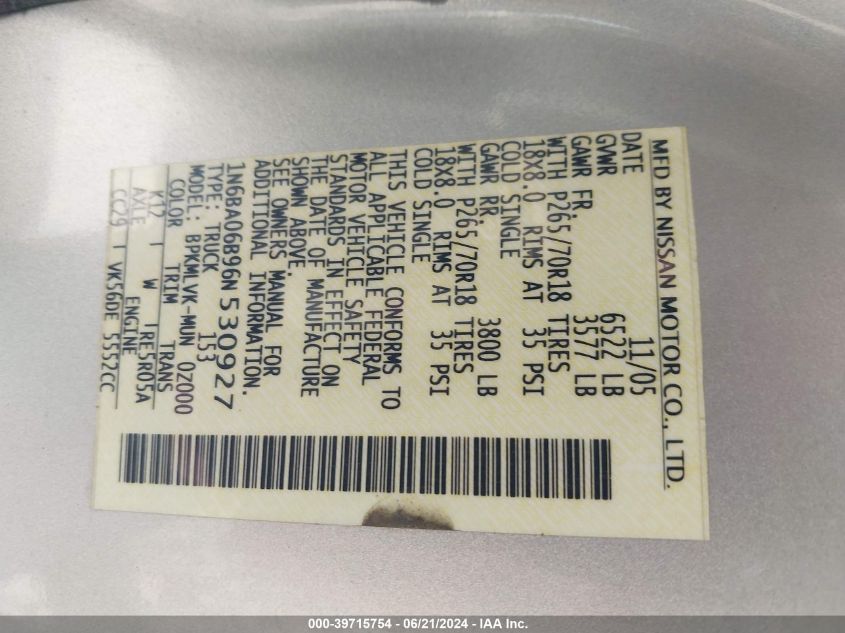 MFD BY NISSAN MOTOR CO., LTD.
DATE 11/05
GVWR 6522 LB
GAWR FR. 3577 LB
WITH P265/70R18 TIRES
18X8.0 RIMS AT 35 PSI
COLD SINGLE
GAWR RR. 3800 LB
WITH P265/70R18 TIRES
18X8.0 RIMS AT 35 PSI
COLD SINGLE
THIS VEHICLE CONFORMS TO
ALL APPLICABLE FEDERAL
MOTOR VEHICLE SAFETY
STANDARDS IN EFFECT ON
THE DATE OF MANUFACTURE
SHOWN ABOVE.
SEE OWNERS MANUAL FOR
ADDITIONAL INFORMATION.
1N6BA06B96N530927
TYPE: TRUCK 153
MODEL: BPKMLVK-MUN 0Z000
COLOR TRIM TRANS
K12 W RE5R05A
AXLE ENGINE
CC29 VK56DE 5552CC
000-39715754 - 06/21/2024 - IAA Inc.